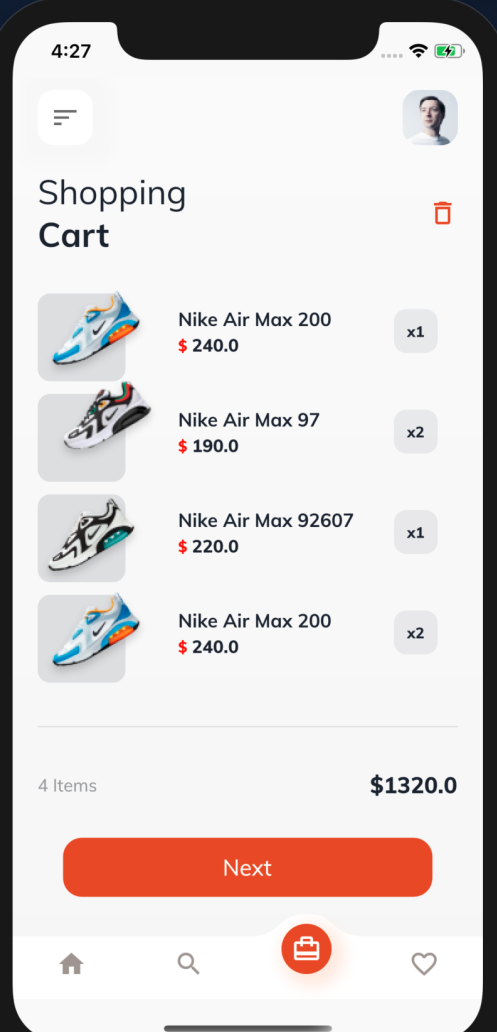 4:27
Shopping
Cart
Nike Air Max 200
$ 240.0
x1
Nike Air Max 97
$ 190.0
x2
Nike Air Max 92607
$ 220.0
x1
Nike Air Max 200
$ 240.0
x2
4 Items
$1320.0
Next